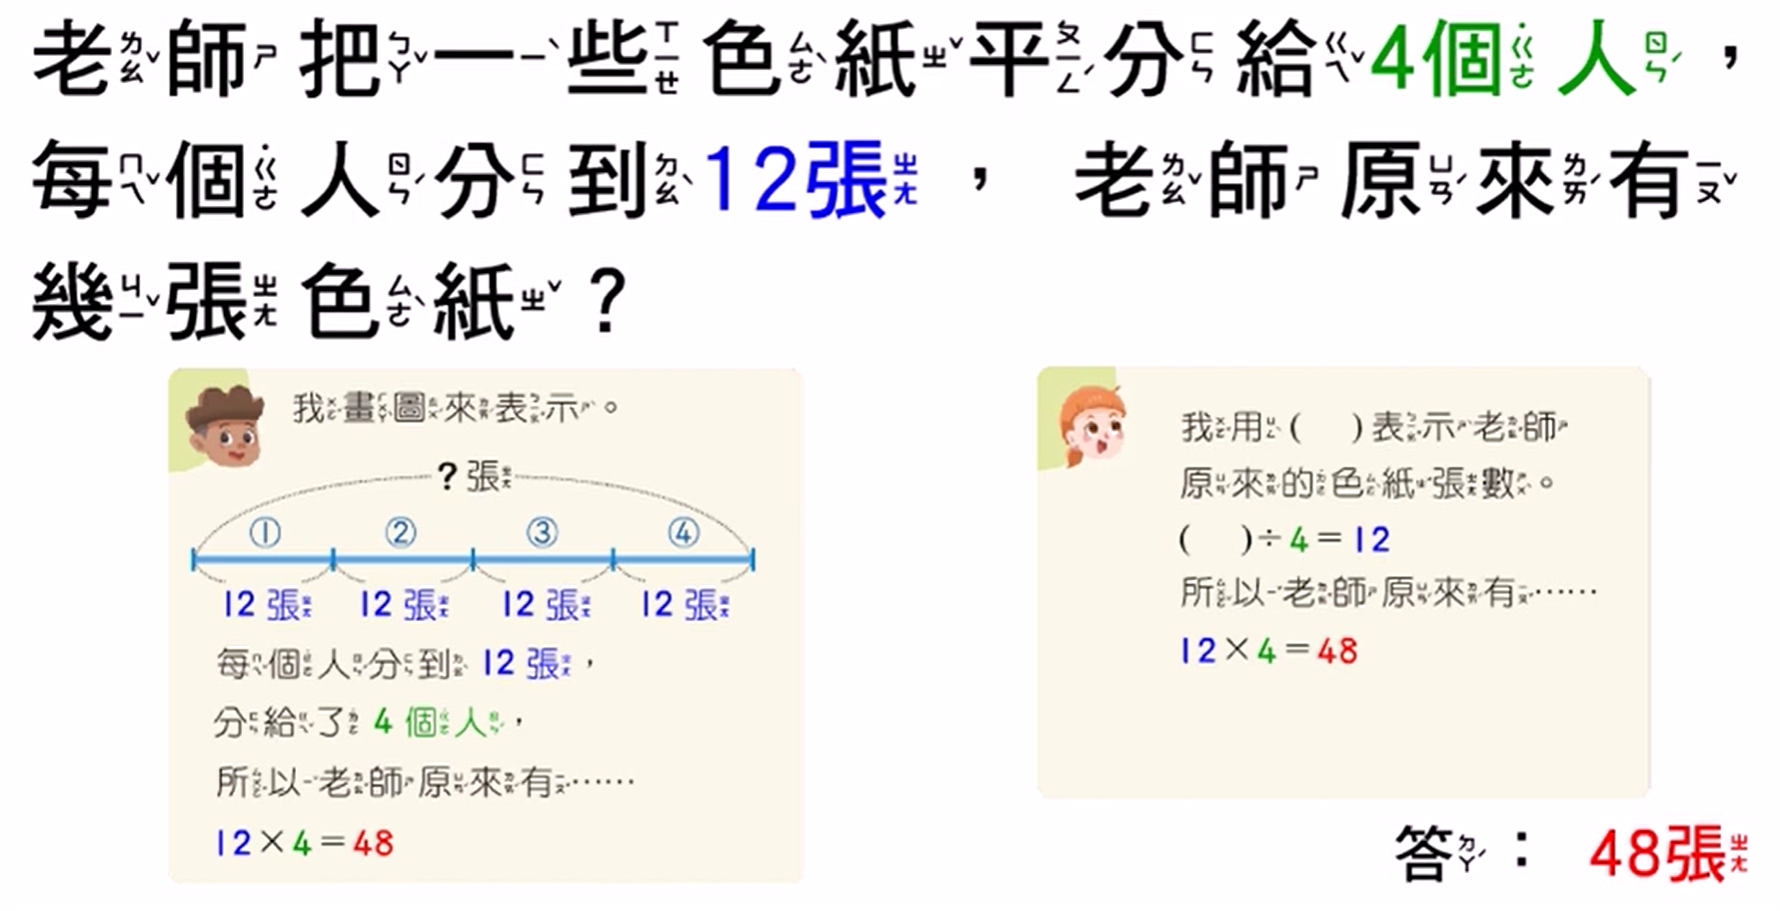 老師把一些色紙平分給4個人，
每個人分到12張，老師原來有
幾張色紙？
我畫圖來表示。
?張
① ② ③ ④
12張 12張 12張 12張
每個人分到12張，
分給了4個人，
所以老師原來有……
12×4=48
我用(  )表示老師
原來的色紙張數。
(  )÷4=12
所以老師原來有……
12×4=48
答：48張